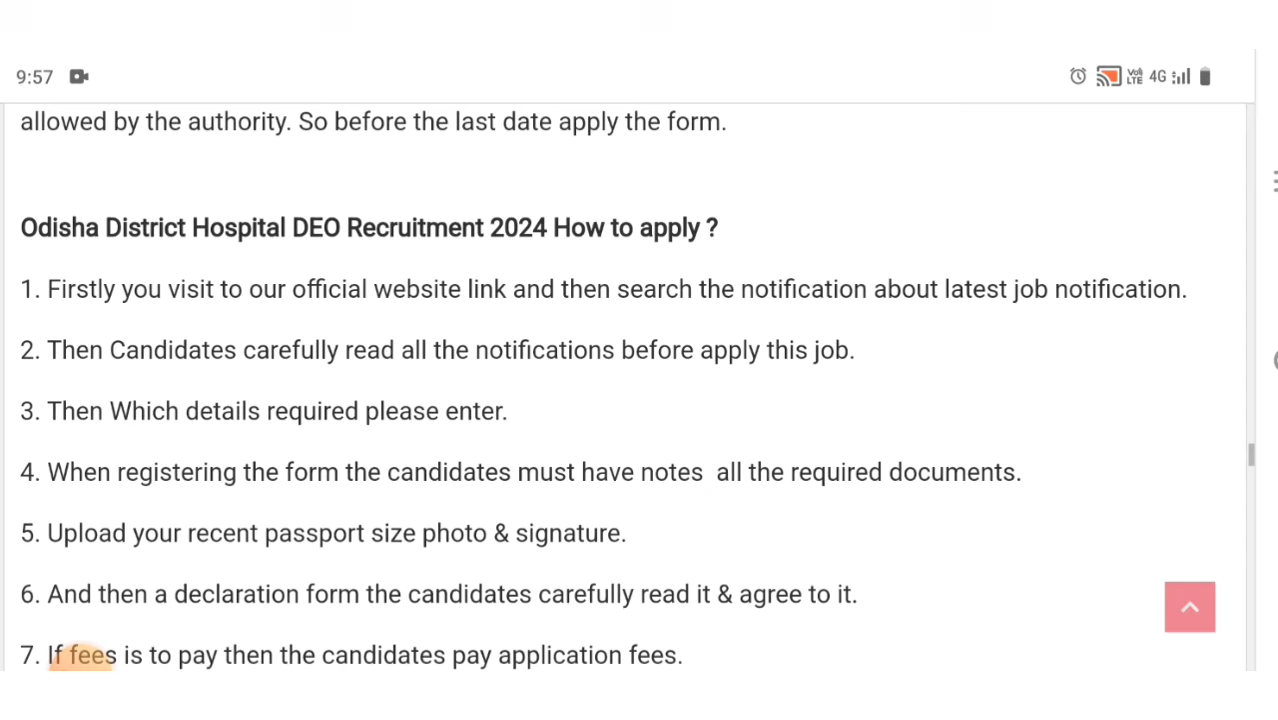 9:57
Vo) LTE 4G
allowed by the authority. So before the last date apply the form.
Odisha District Hospital DEO Recruitment 2024 How to apply ?
1. Firstly you visit to our official website link and then search the notification about latest job notification.
2. Then Candidates carefully read all the notifications before apply this job.
3. Then Which details required please enter.
4. When registering the form the candidates must have notes all the required documents.
5. Upload your recent passport size photo & signature.
6. And then a declaration form the candidates carefully read it & agree to it.
7. If fees is to pay then the candidates pay application fees.